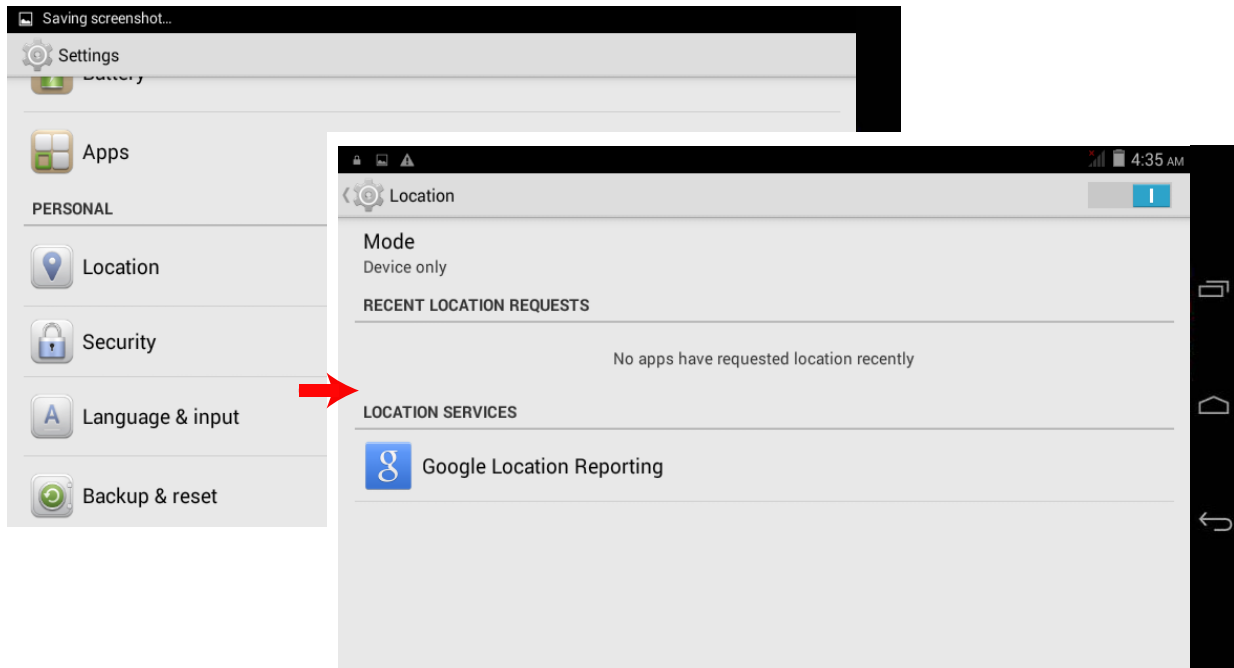 Saving screenshot...
Settings
Battery
Apps
PERSONAL
Location
Security
Language & input
Backup & reset
4:35 AM
Location
Mode
Device only
RECENT LOCATION REQUESTS
No apps have requested location recently
LOCATION SERVICES
Google Location Reporting